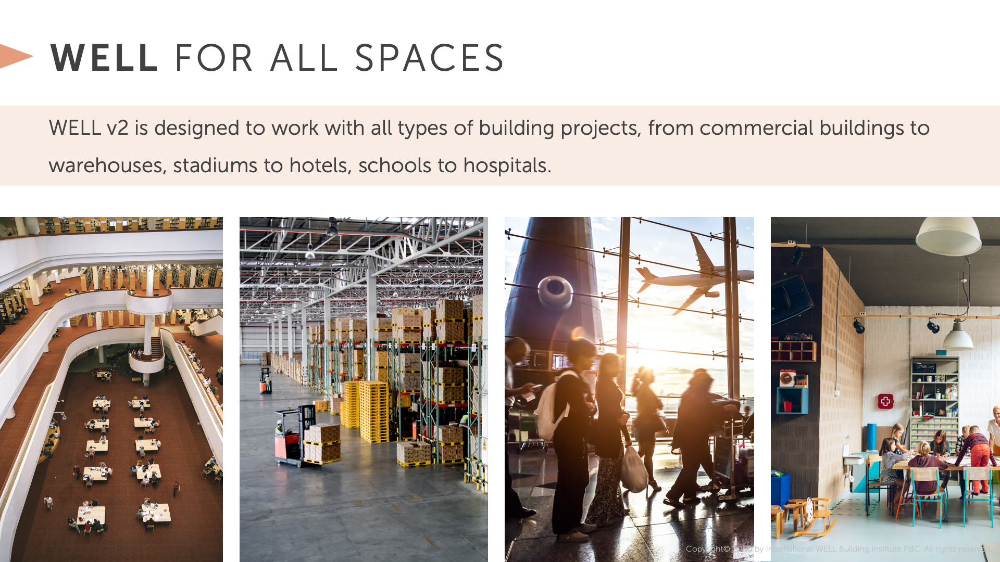 WELL FOR ALL SPACES
WELL v2 is designed to work with all types of building projects, from commercial buildings to
warehouses, stadiums to hotels, schools to hospitals.
Copyright© by International WELL Building Institute PBC. All rights reserved.